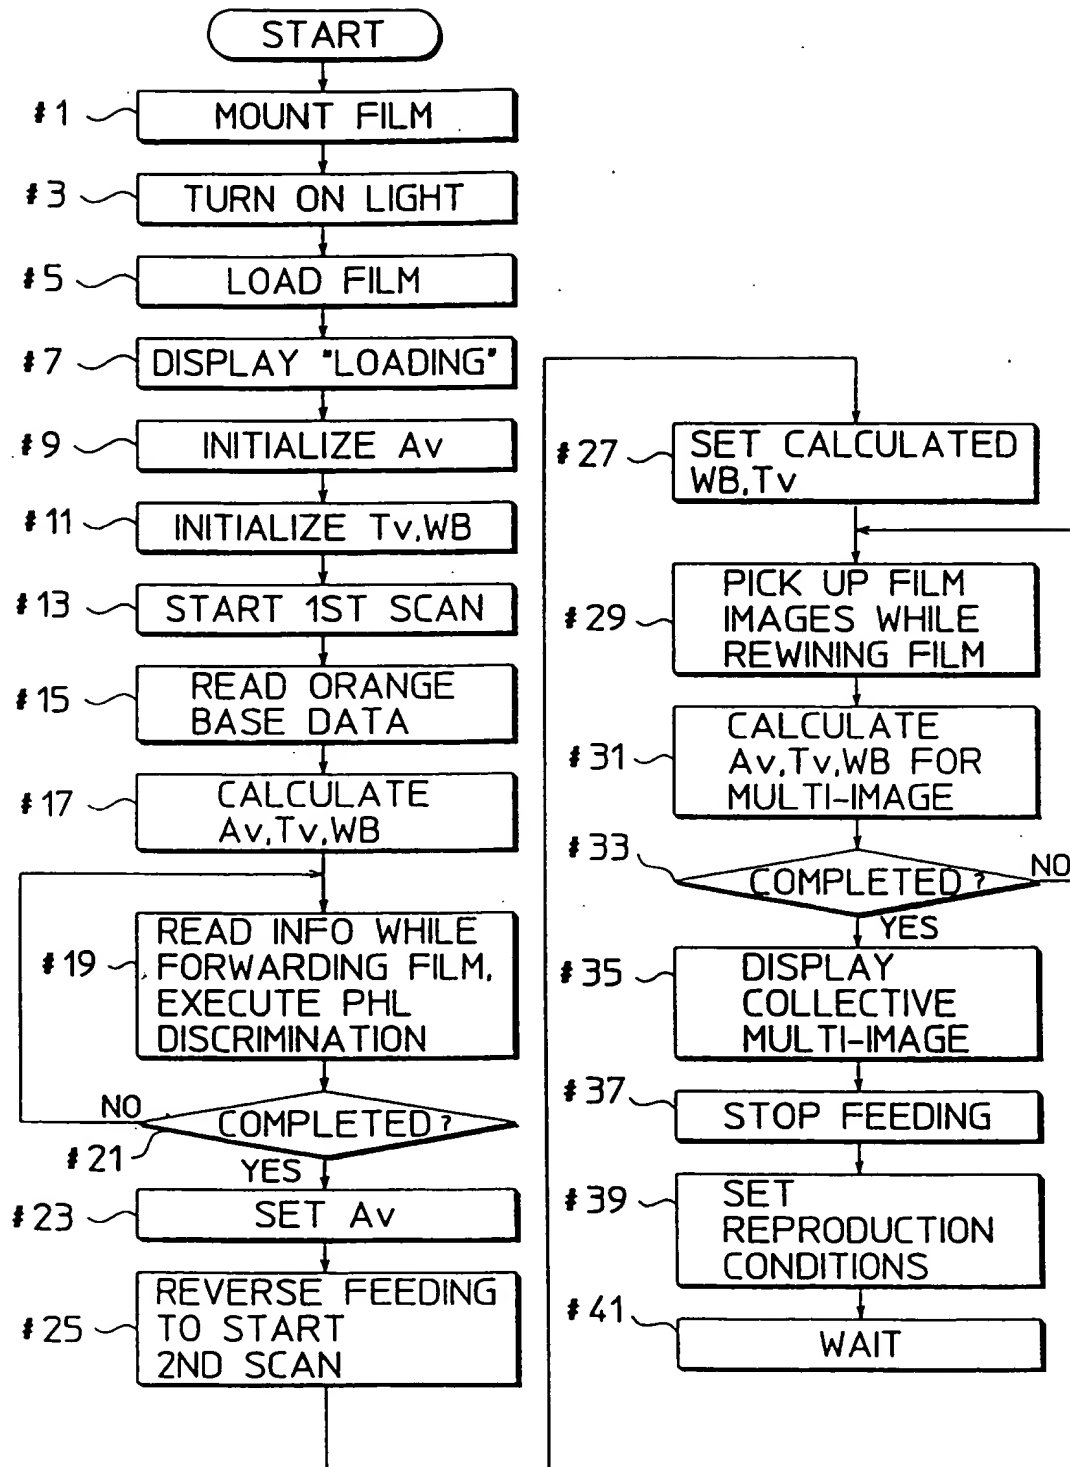 START
#1 MOUNT FILM
#3 TURN ON LIGHT
#5 LOAD FILM
#7 DISPLAY "LOADING"
#9 INITIALIZE Av
#11 INITIALIZE Tv,WB
#13 START 1ST SCAN
#15 READ ORANGE
BASE DATA
#17 CALCULATE
Av,Tv,WB
#19 READ INFO WHILE
FORWARDING FILM,
EXECUTE PHL
DISCRIMINATION
#21 COMPLETED?
NO
YES
#23 SET Av
#25 REVERSE FEEDING
TO START
2ND SCAN
#27 SET CALCULATED
WB,Tv
#29 PICK UP FILM
IMAGES WHILE
REWINING FILM
#31 CALCULATE
Av,Tv,WB FOR
MULTI-IMAGE
#33 COMPLETED?
NO
YES
#35 DISPLAY
COLLECTIVE
MULTI-IMAGE
#37 STOP FEEDING
#39 SET
REPRODUCTION
CONDITIONS
#41 WAIT